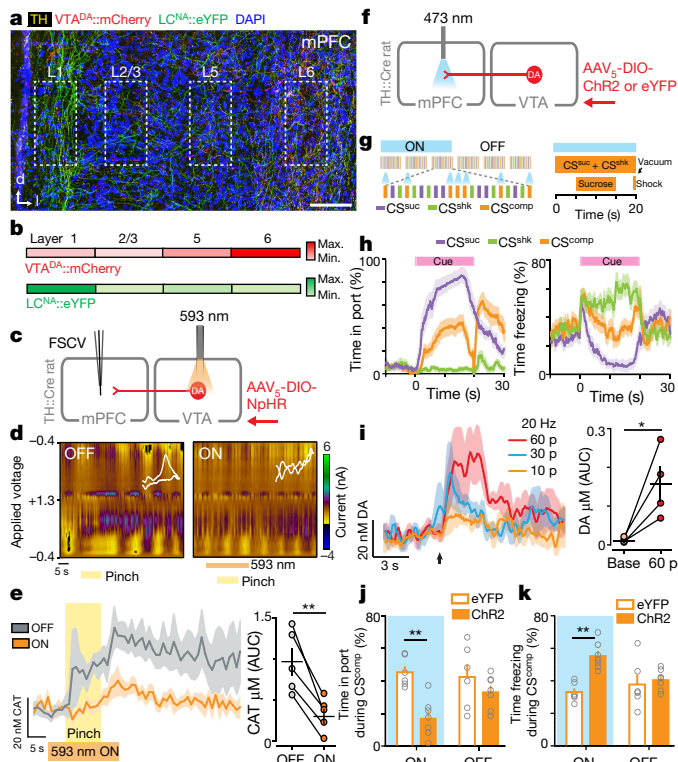 a TH VTA^DA::mCherry LC^NA::eYFP DAPI
mPFC
L1 L2/3 L5 L6
d
l
b
Layer 1 2/3 5 6
Max.
Min.
VTA^DA::mCherry
Max.
Min.
LC^NA::eYFP
c
593 nm
FSCV
TH::Cre rat
DA
mPFC VTA
AAV5-DIO-
NpHR
d
Applied voltage
–0.4
+1.3
–0.4
OFF ON
6
–4
Current (nA)
5 s
593 nm
Pinch Pinch
e
OFF
ON
20 nM CAT
5 s
Pinch
593 nm ON
CAT μM (AUC)
1.5
0
**
OFF ON
f
473 nm
TH::Cre rat
DA
mPFC VTA
AAV5-DIO-
ChR2 or eYFP
g
ON OFF
CS^suc CS^shk CS^comp
CS^suc + CS^shk
Vacuum
Sucrose
Shock
0 10 20
Time (s)
h
CS^suc CS^shk CS^comp
Time in port (%)
100
0
Cue
–10 0 30
Time (s)
Time freezing (%)
80
0
Cue
0 30
Time (s)
i
20 Hz
60 p
30 p
10 p
20 nM DA
3 s
DA μM (AUC)
0.3
0
*
Base 60 p
j
Time in port
during CS^comp (%)
80
0
eYFP
ChR2
**
ON OFF
k
Time freezing
during CS^comp (%)
80
0
eYFP
ChR2
**
ON OFF